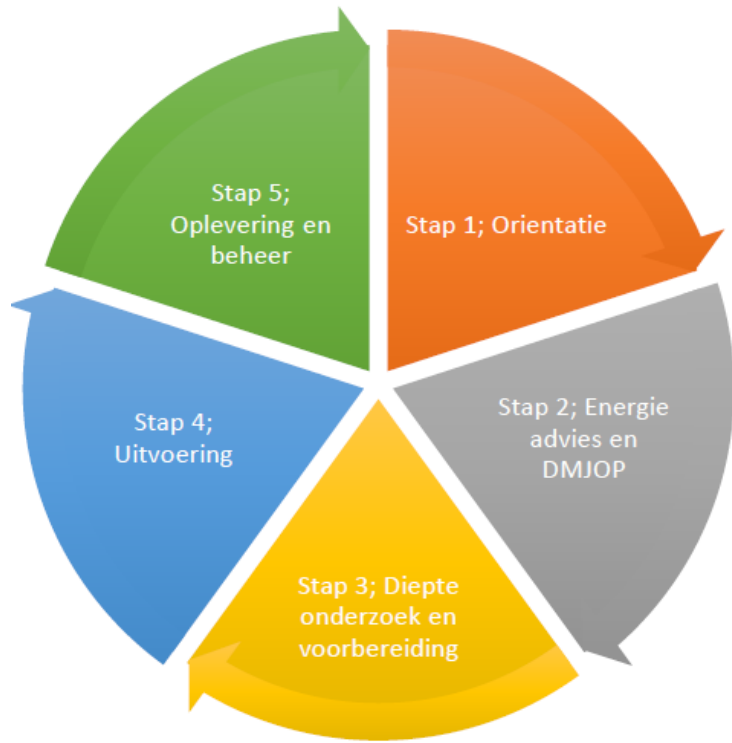 Stap 1; Orientatie
Stap 2; Energie
advies en
DMJOP
Stap 3; Diepte
onderzoek en
voorbereiding
Stap 4;
Uitvoering
Stap 5;
Oplevering en
beheer